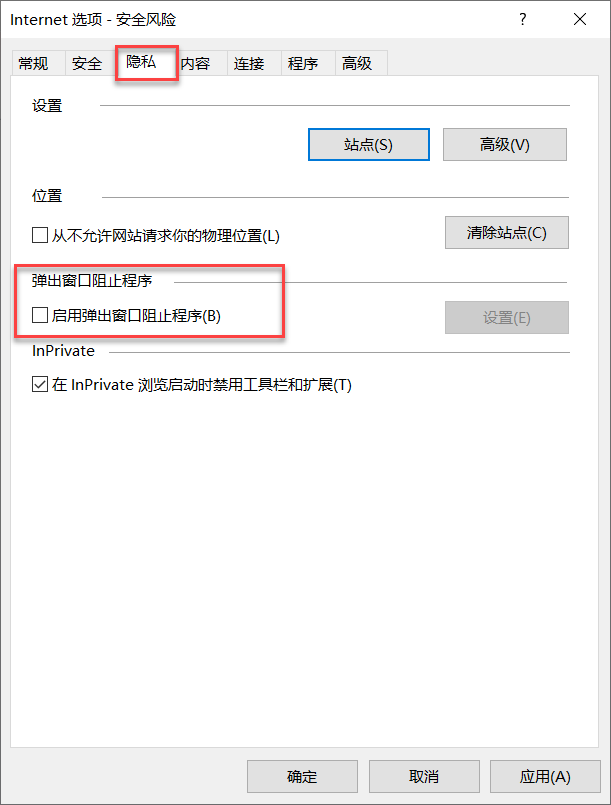 Internet 选项 - 安全风险
?
常规 安全 隐私 内容 连接 程序 高级
设置
站点(S) 高级(V)
位置
从不允许网站请求你的物理位置(L) 清除站点(C)
弹出窗口阻止程序
启用弹出窗口阻止程序(B) 设置(E)
InPrivate
在 InPrivate 浏览启动时禁用工具栏和扩展(T)
确定 取消 应用(A)